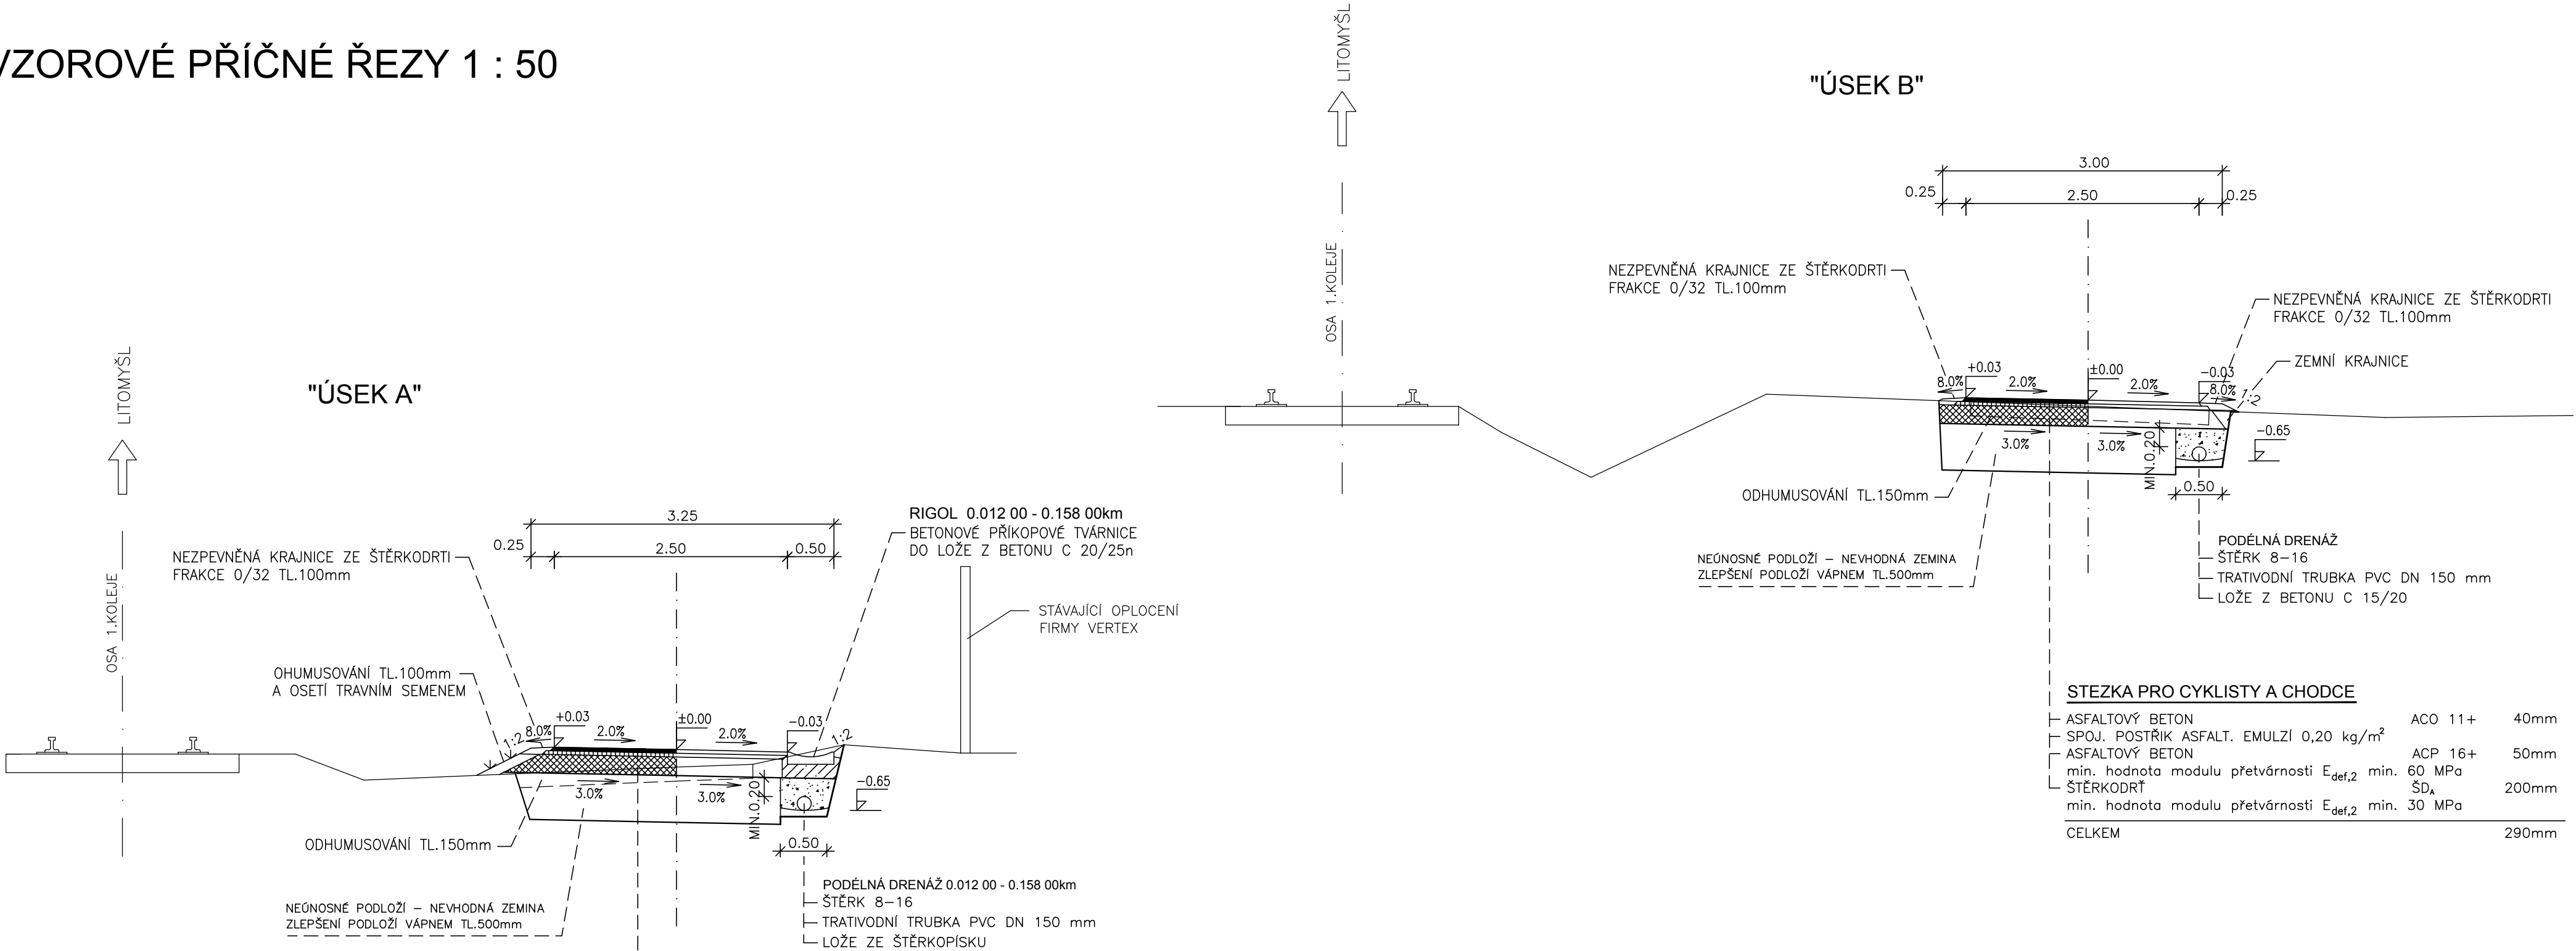 VZOROVÉ PŘÍČNÉ ŘEZY 1 : 50
"ÚSEK A"
LITOMYŠL
OSA 1.KOLEJE
3.25
0.25
2.50
0.50
NEZPEVNĚNÁ KRAJNICE ZE ŠTĚRKODRTI
FRAKCE 0/32 TL.100mm
RIGOL 0.012 00 - 0.158 00km
BETONOVÉ PŘÍKOPOVÉ TVÁRNICE
DO LOŽE Z BETONU C 20/25n
STÁVAJÍCÍ OPLOCENÍ
FIRMY VERTEX
OHUMUSOVÁNÍ TL.100mm
A OSETÍ TRAVNÍM SEMENEM
1:2
8.0%
+0.03
2.0%
±0.00
2.0%
-0.03
1:2
3.0%
3.0%
MIN.0.20
-0.65
0.50
ODHUMUSOVÁNÍ TL.150mm
NEÚNOSNÉ PODLOŽÍ – NEVHODNÁ ZEMINA
ZLEPŠENÍ PODLOŽÍ VÁPNEM TL.500mm
PODÉLNÁ DRENÁŽ 0.012 00 - 0.158 00km
ŠTĚRK 8–16
TRATIVODNÍ TRUBKA PVC DN 150 mm
LOŽE ZE ŠTĚRKOPÍSKU
"ÚSEK B"
LITOMYŠL
OSA 1.KOLEJE
3.00
0.25
2.50
0.25
NEZPEVNĚNÁ KRAJNICE ZE ŠTĚRKODRTI
FRAKCE 0/32 TL.100mm
NEZPEVNĚNÁ KRAJNICE ZE ŠTĚRKODRTI
FRAKCE 0/32 TL.100mm
ZEMNÍ KRAJNICE
8.0%
+0.03
2.0%
±0.00
2.0%
-0.03
8.0%
1:2
3.0%
3.0%
MIN.0.20
-0.65
0.50
ODHUMUSOVÁNÍ TL.150mm
NEÚNOSNÉ PODLOŽÍ – NEVHODNÁ ZEMINA
ZLEPŠENÍ PODLOŽÍ VÁPNEM TL.500mm
PODÉLNÁ DRENÁŽ
ŠTĚRK 8–16
TRATIVODNÍ TRUBKA PVC DN 150 mm
LOŽE Z BETONU C 15/20
STEZKA PRO CYKLISTY A CHODCE
ASFALTOVÝ BETON ACO 11+ 40mm
SPOJ. POSTŘIK ASFALT. EMULZÍ 0,20 kg/m²
ASFALTOVÝ BETON ACP 16+ 50mm
min. hodnota modulu přetvárnosti Edef,2 min. 60 MPa
ŠTĚRKODRŤ ŠDA 200mm
min. hodnota modulu přetvárnosti Edef,2 min. 30 MPa
CELKEM 290mm